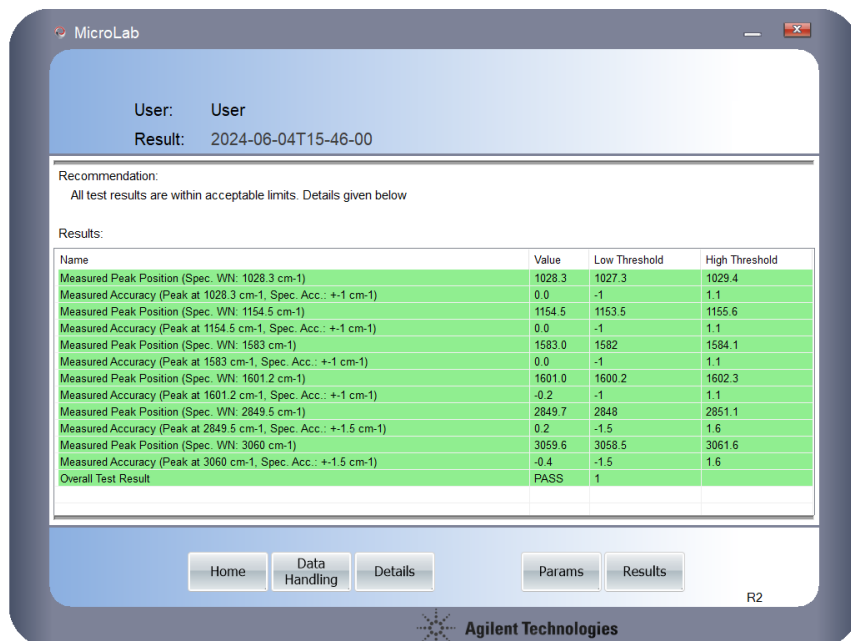 MicroLab
User: User
Result: 2024-06-04T15-46-00
Recommendation:
All test results are within acceptable limits. Details given below
Results:
Name Value Low Threshold High Threshold
Measured Peak Position (Spec. WN: 1028.3 cm-1) 1028.3 1027.3 1029.4
Measured Accuracy (Peak at 1028.3 cm-1, Spec. Acc.: +-1 cm-1) 0.0 -1 1.1
Measured Peak Position (Spec. WN: 1154.5 cm-1) 1154.5 1153.5 1155.6
Measured Accuracy (Peak at 1154.5 cm-1, Spec. Acc.: +-1 cm-1) 0.0 -1 1.1
Measured Peak Position (Spec. WN: 1583 cm-1) 1583.0 1582 1584.1
Measured Accuracy (Peak at 1583 cm-1, Spec. Acc.: +-1 cm-1) 0.0 -1 1.1
Measured Peak Position (Spec. WN: 1601.2 cm-1) 1601.0 1600.2 1602.3
Measured Accuracy (Peak at 1601.2 cm-1, Spec. Acc.: +-1 cm-1) -0.2 -1 1.1
Measured Peak Position (Spec. WN: 2849.5 cm-1) 2849.7 2848 2851.1
Measured Accuracy (Peak at 2849.5 cm-1, Spec. Acc.: +-1.5 cm-1) 0.2 -1.5 1.6
Measured Peak Position (Spec. WN: 3060 cm-1) 3059.6 3058.5 3061.6
Measured Accuracy (Peak at 3060 cm-1, Spec. Acc.: +-1.5 cm-1) -0.4 -1.5 1.6
Overall Test Result PASS 1
Home Data Handling Details Params Results
R2
Agilent Technologies